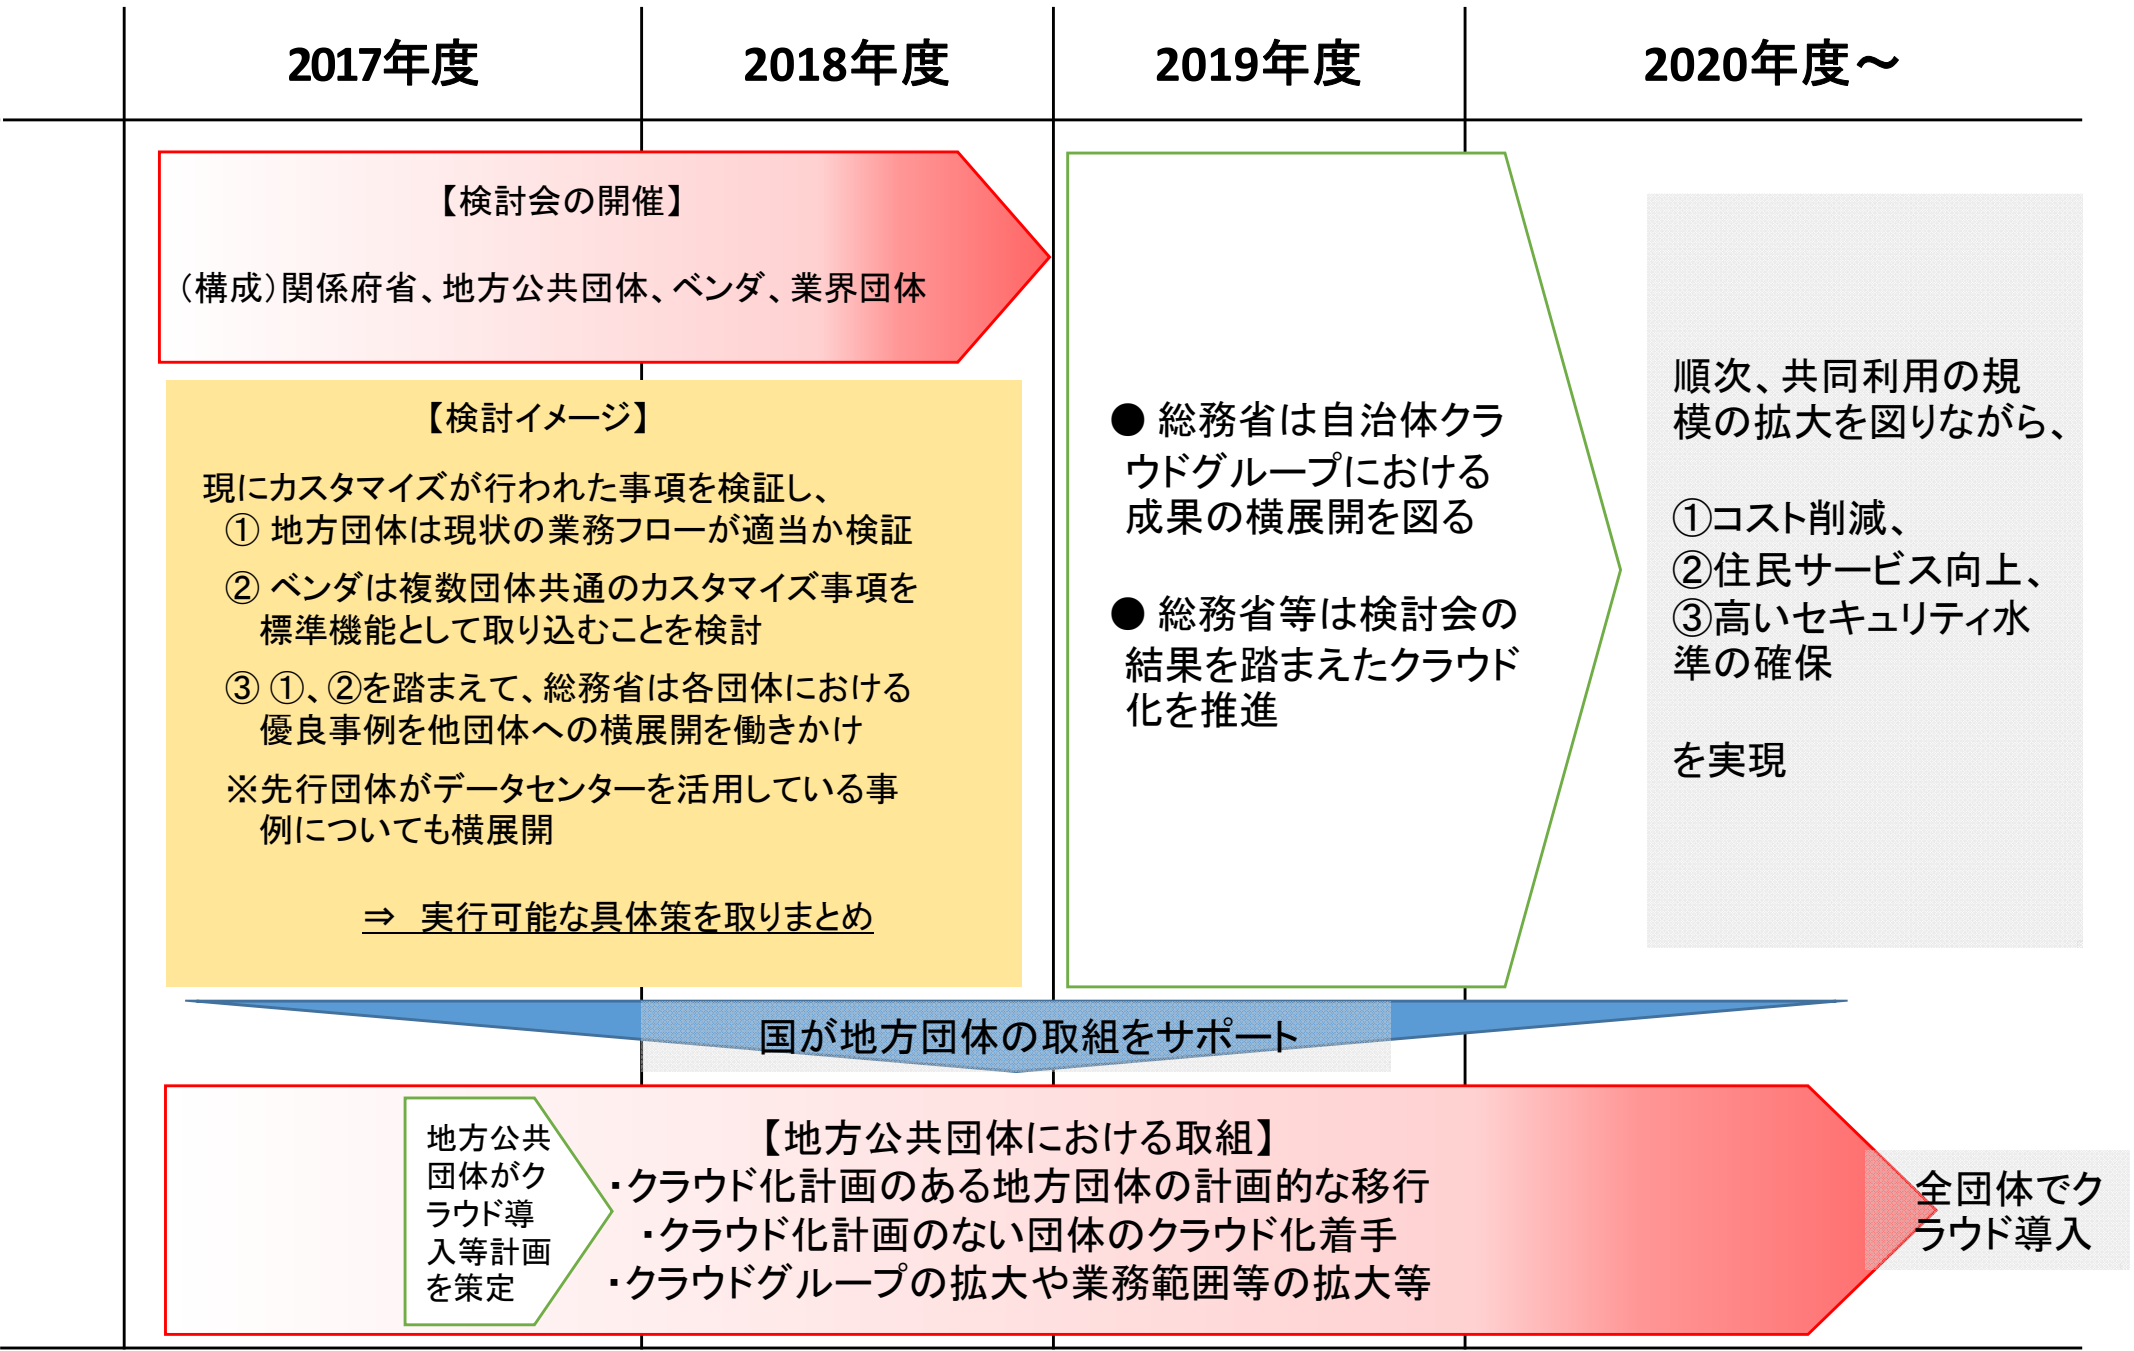 2017年度
2018年度
2019年度
2020年度～
【検討会の開催】
（構成）関係府省、地方公共団体、ベンダ、業界団体
【検討イメージ】
現にカスタマイズが行われた事項を検証し、
① 地方団体は現状の業務フローが適当か検証
② ベンダは複数団体共通のカスタマイズ事項を
標準機能として取り込むことを検討
③ ①、②を踏まえて、総務省は各団体における
優良事例を他団体への横展開を働きかけ
※先行団体がデータセンターを活用している事
例についても横展開
⇒　実行可能な具体策を取りまとめ
● 総務省は自治体クラ
ウドグループにおける
成果の横展開を図る
● 総務省等は検討会の
結果を踏まえたクラウド
化を推進
順次、共同利用の規
模の拡大を図りながら、
①コスト削減、
②住民サービス向上、
③高いセキュリティ水
準の確保
を実現
国が地方団体の取組をサポート
地方公共
団体がク
ラウド導
入等計画
を策定
【地方公共団体における取組】
・クラウド化計画のある地方団体の計画的な移行
・クラウド化計画のない団体のクラウド化着手
・クラウドグループの拡大や業務範囲等の拡大等
全団体でク
ラウド導入